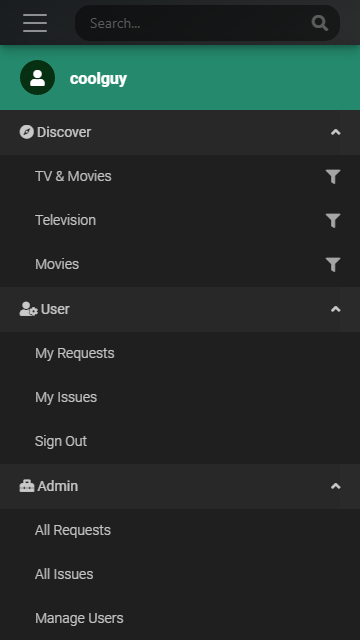 Search...
coolguy
Discover
TV & Movies
Television
Movies
User
My Requests
My Issues
Sign Out
Admin
All Requests
All Issues
Manage Users